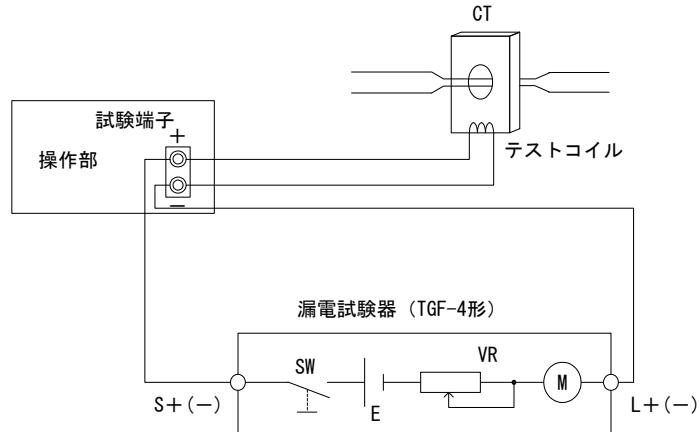 CT
試験端子
+
操作部
テストコイル
−
漏電試験器（TGF-4形）
SW
VR
M
E
S+(−)
L+(−)